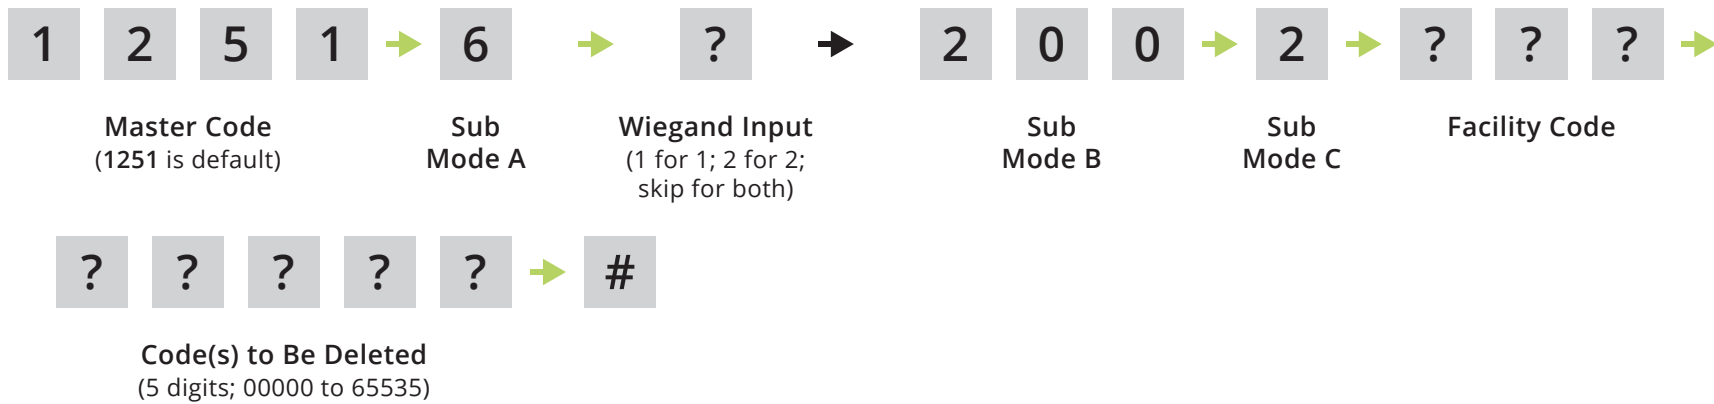 1 2 5 1 6 ? 2 0 0 2 ? ? ?
Master Code
(1251 is default)
Sub
Mode A
Wiegand Input
(1 for 1; 2 for 2;
skip for both)
Sub
Mode B
Sub
Mode C
Facility Code
? ? ? ? ? #
Code(s) to Be Deleted
(5 digits; 00000 to 65535)